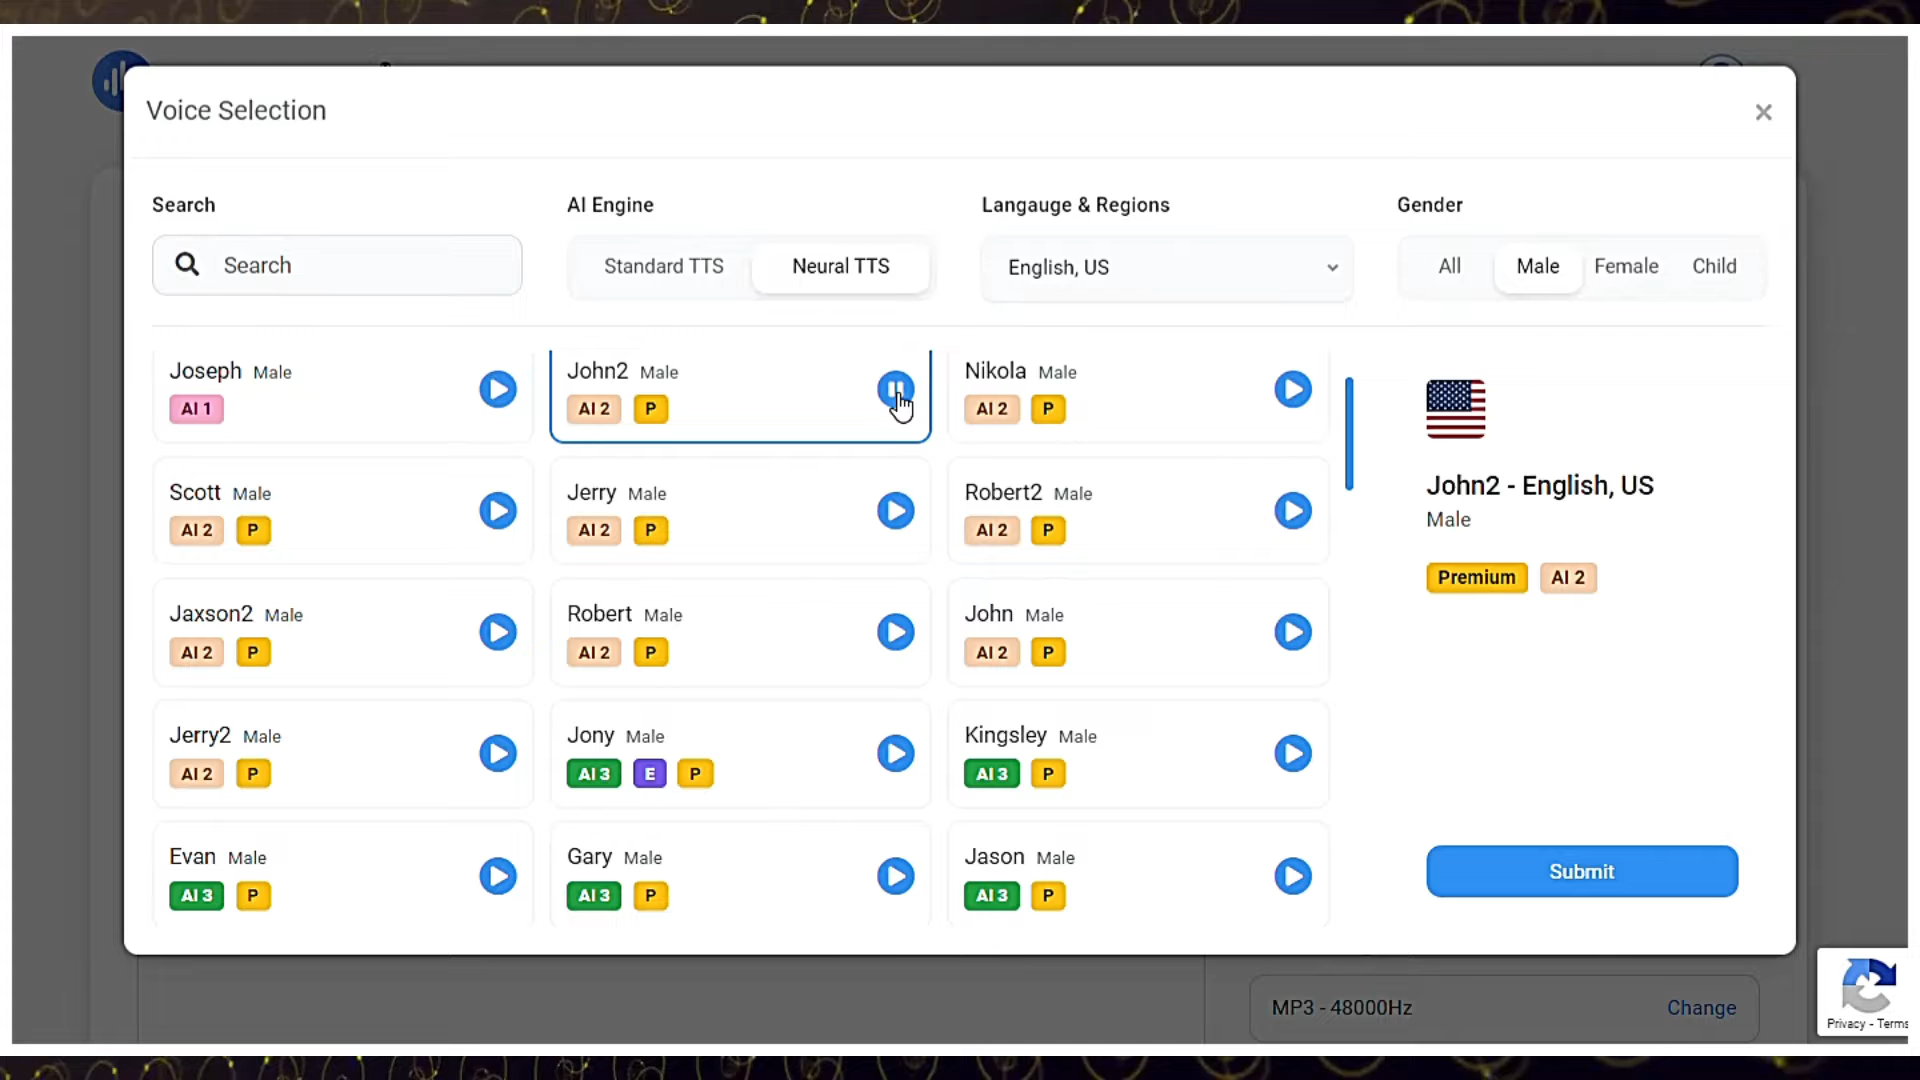 Voice Selection
Search
AI Engine
Langauge & Regions
Gender
Search
Standard TTS
Neural TTS
English, US
All
Male
Female
Child
Joseph Male
AI 1
John2 Male
AI 2 P
Nikola Male
AI 2 P
Scott Male
AI 2 P
Jerry Male
AI 2 P
Robert2 Male
AI 2 P
Jaxson2 Male
AI 2 P
Robert Male
AI 2 P
John Male
AI 2 P
Jerry2 Male
AI 2 P
Jony Male
AI 3 E P
Kingsley Male
AI 3 P
Evan Male
AI 3 P
Gary Male
AI 3 P
Jason Male
AI 3 P
John2 - English, US
Male
Premium AI 2
Submit
MP3 - 48000Hz
Change
Privacy - Terms